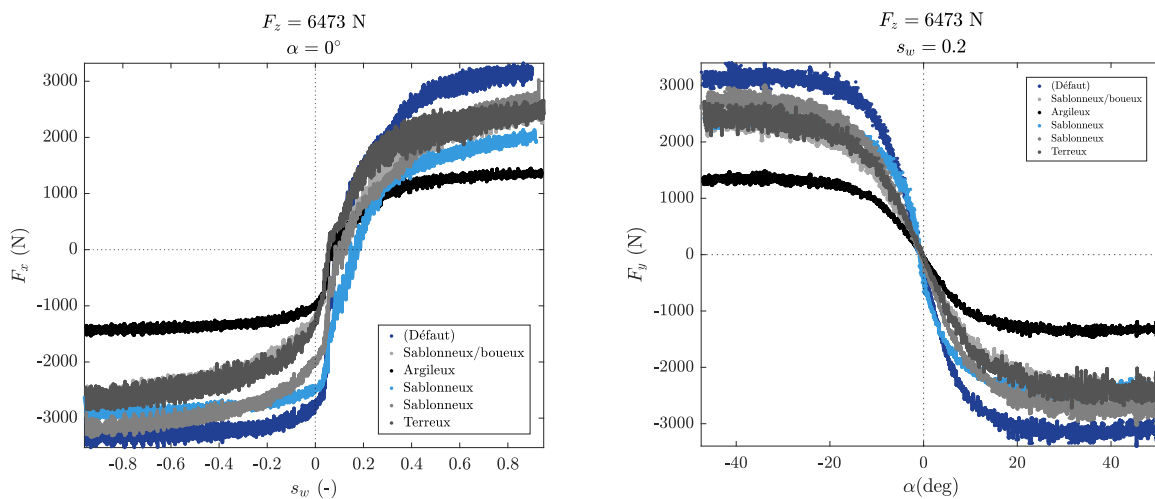 F_z = 6473 N
α = 0°
3000
2000
1000
0
-1000
-2000
-3000
F_x (N)
(Défaut)
Sablonneux/boueux
Argileux
Sablonneux
Sablonneux
Terreux
-0.8 -0.6 -0.4 -0.2 0 0.2 0.4 0.6 0.8
s_w (-)
F_z = 6473 N
s_w = 0.2
3000
2000
1000
0
-1000
-2000
-3000
F_y (N)
(Défaut)
Sablonneux/boueux
Argileux
Sablonneux
Sablonneux
Terreux
-40 -20 0 20 40
α(deg)